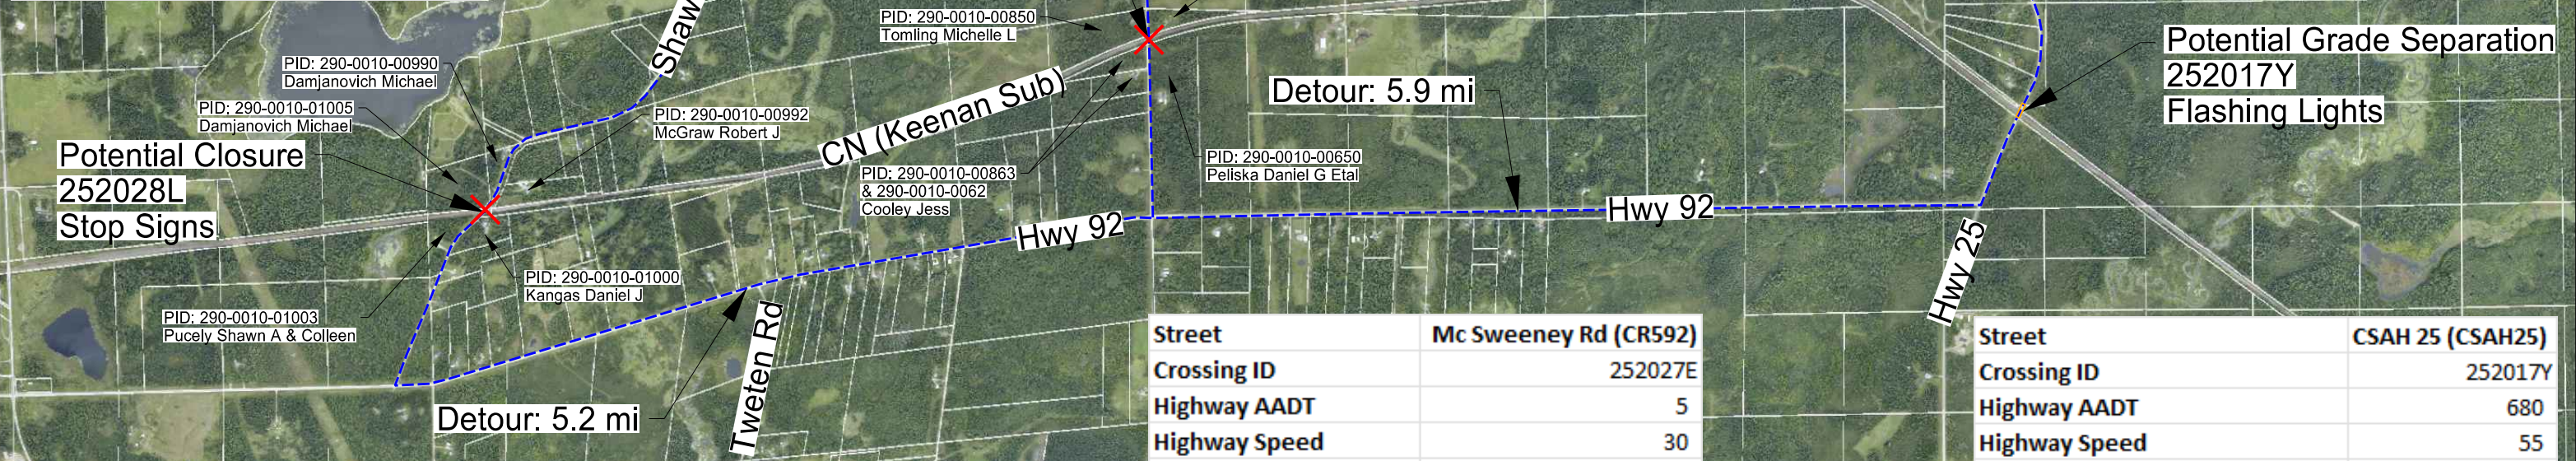 PID: 290-0010-00850
Tomling Michelle L
Shaw
PID: 290-0010-00990
Damjanovich Michael
PID: 290-0010-01005
Damjanovich Michael
PID: 290-0010-00992
McGraw Robert J
Potential Closure
252028L
Stop Signs
CN (Keenan Sub)
PID: 290-0010-00863
& 290-0010-0062
Cooley Jess
PID: 290-0010-00650
Peliska Daniel G Etal
Detour: 5.9 mi
Potential Grade Separation
252017Y
Flashing Lights
Hwy 92
Hwy 92
Hwy 25
PID: 290-0010-01000
Kangas Daniel J
PID: 290-0010-01003
Pucely Shawn A & Colleen
Detour: 5.2 mi
Tweten Rd
Street Mc Sweeney Rd (CR592)
Crossing ID 252027E
Highway AADT 5
Highway Speed 30
Street CSAH 25 (CSAH25)
Crossing ID 252017Y
Highway AADT 680
Highway Speed 55